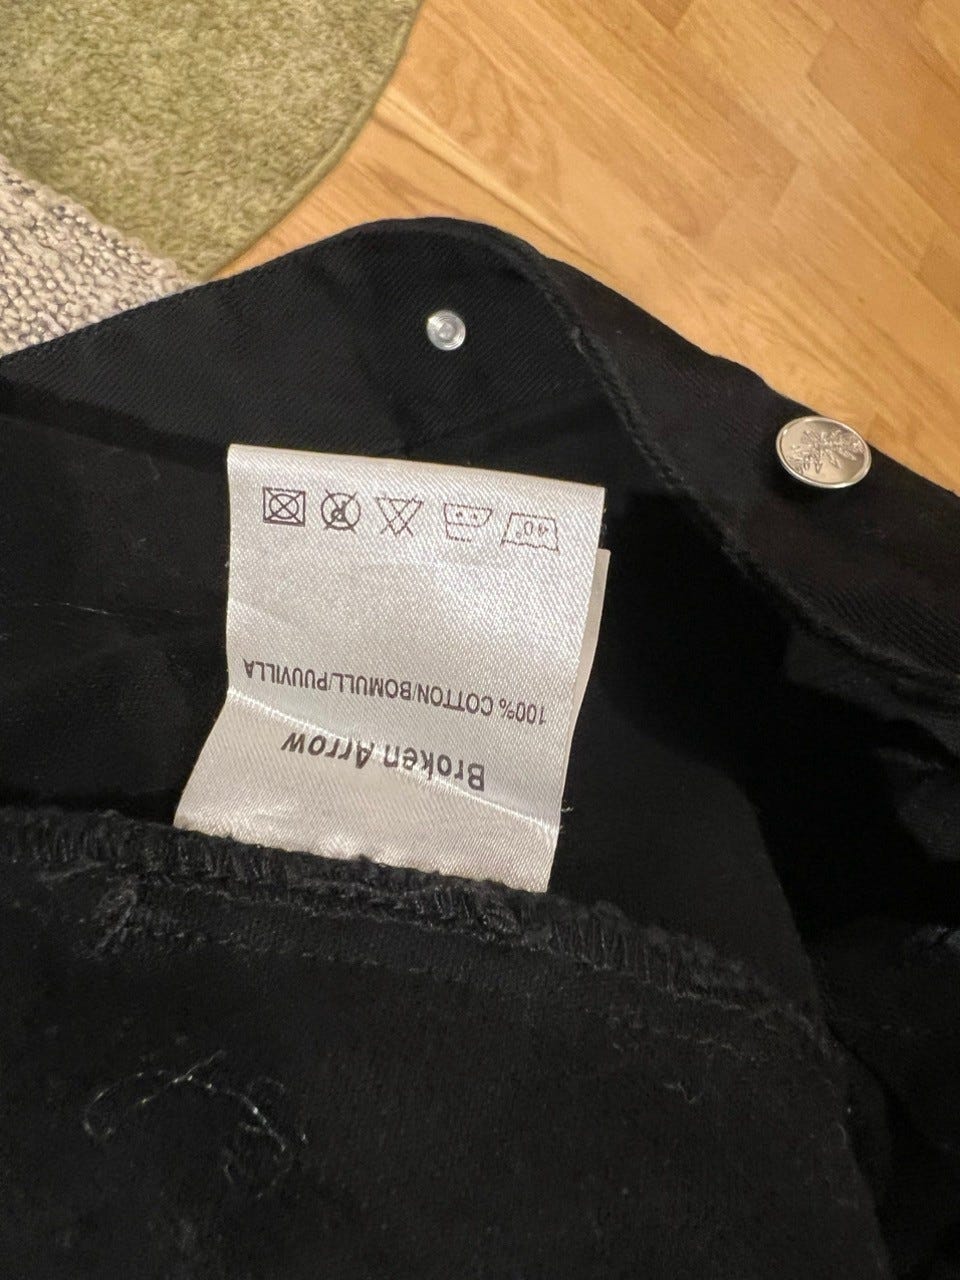 Broken Arrow
100% COTTON/BOMULL/PUUVILLA
40° P